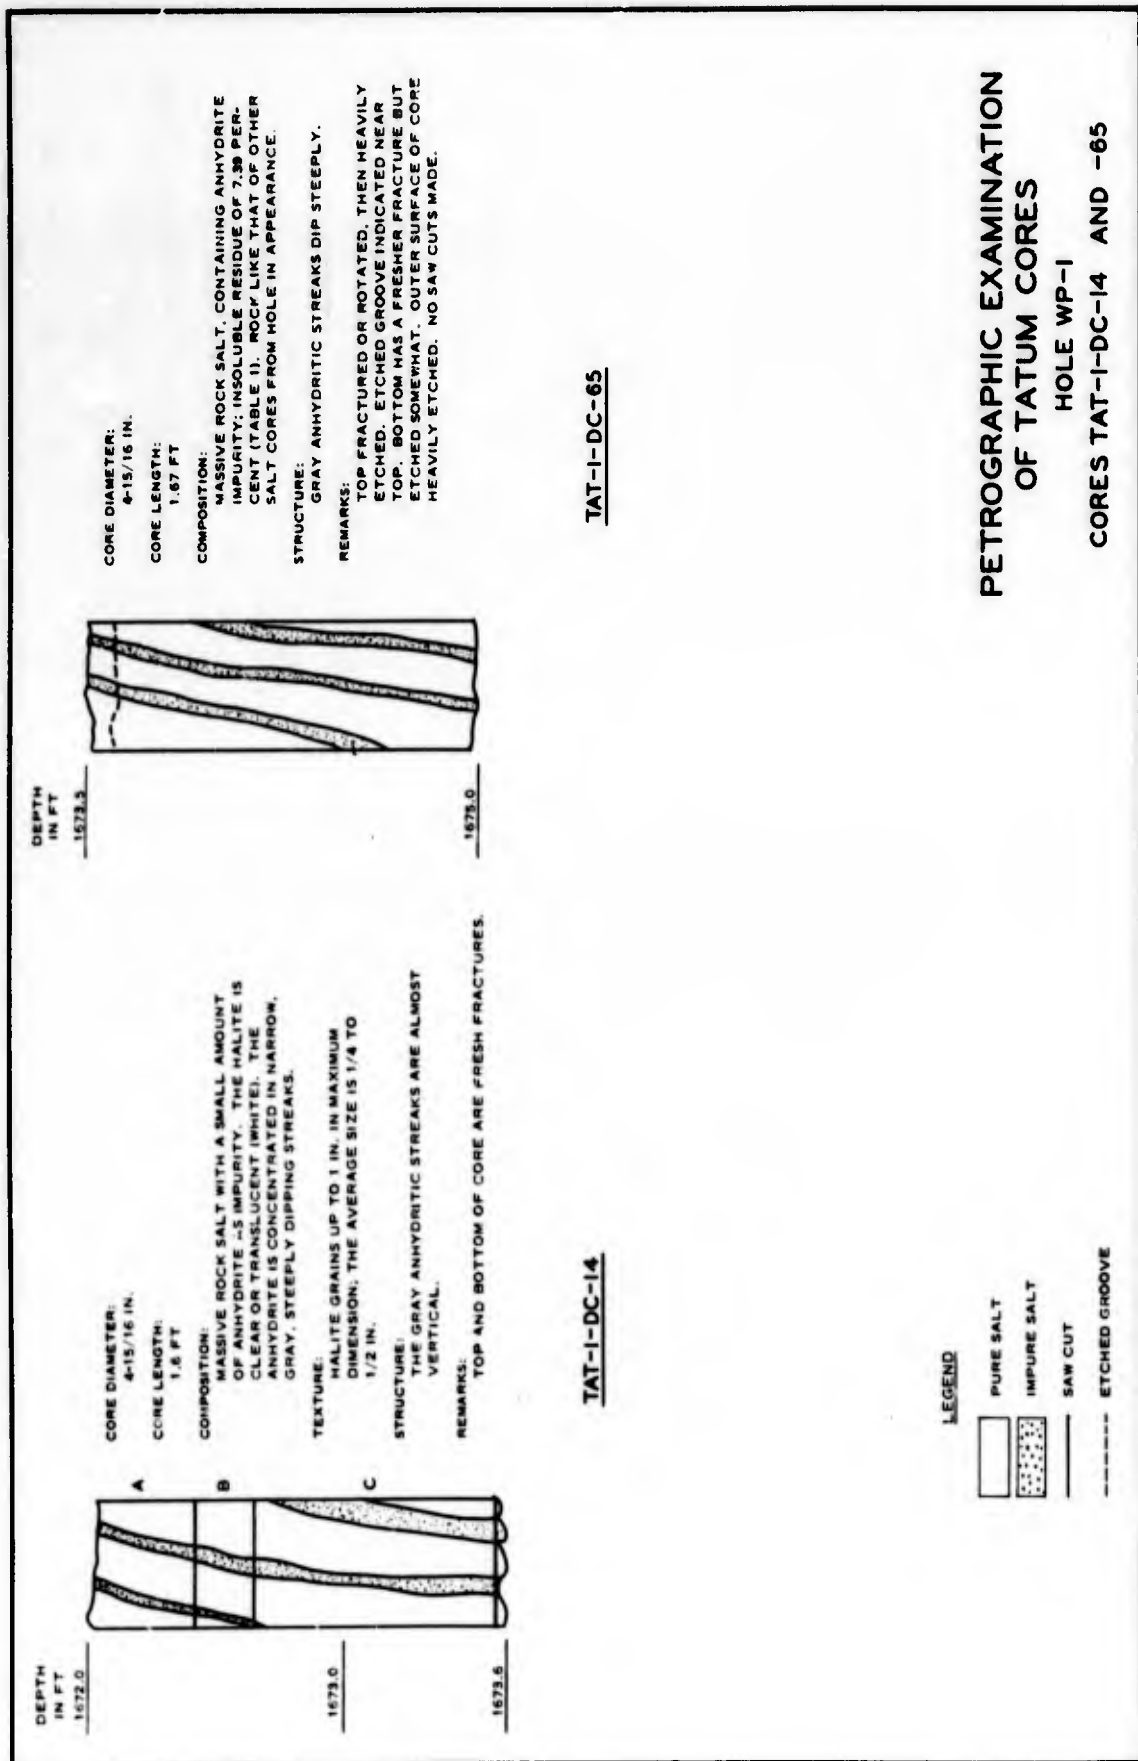 DEPTH
IN FT
1672.0
1673.0
1673.6
A
B
C
CORE DIAMETER:
4-15/16 IN.
CORE LENGTH:
1.6 FT
COMPOSITION:
MASSIVE ROCK SALT WITH A SMALL AMOUNT
OF ANHYDRITE AS IMPURITY. THE HALITE IS
CLEAR OR TRANSLUCENT (WHITE). THE
ANHYDRITE IS CONCENTRATED IN NARROW,
GRAY, STEEPLY DIPPING STREAKS.
TEXTURE:
HALITE GRAINS UP TO 1 IN. IN MAXIMUM
DIMENSION; THE AVERAGE SIZE IS 1/4 TO
1/2 IN.
STRUCTURE:
THE GRAY ANHYDRITIC STREAKS ARE ALMOST
VERTICAL.
REMARKS:
TOP AND BOTTOM OF CORE ARE FRESH FRACTURES.
TAT-1-DC-14
DEPTH
IN FT
1673.5
1675.0
CORE DIAMETER:
4-15/16 IN.
CORE LENGTH:
1.67 FT
COMPOSITION:
MASSIVE ROCK SALT, CONTAINING ANHYDRITE
IMPURITY; INSOLUBLE RESIDUE OF 7.39 PER-
CENT (TABLE 1). ROCK LIKE THAT OF OTHER
SALT CORES FROM HOLE IN APPEARANCE.
STRUCTURE:
GRAY ANHYDRITIC STREAKS DIP STEEPLY.
REMARKS:
TOP FRACTURED OR ROTATED, THEN HEAVILY
ETCHED. ETCHED GROOVE INDICATED NEAR
TOP. BOTTOM HAS A FRESHER FRACTURE BUT
ETCHED SOMEWHAT. OUTER SURFACE OF CORE
HEAVILY ETCHED. NO SAW CUTS MADE.
TAT-1-DC-65
LEGEND
PURE SALT
IMPURE SALT
SAW CUT
ETCHED GROOVE
PETROGRAPHIC EXAMINATION
OF TATUM CORES
HOLE WP-1
CORES TAT-1-DC-14 AND -65